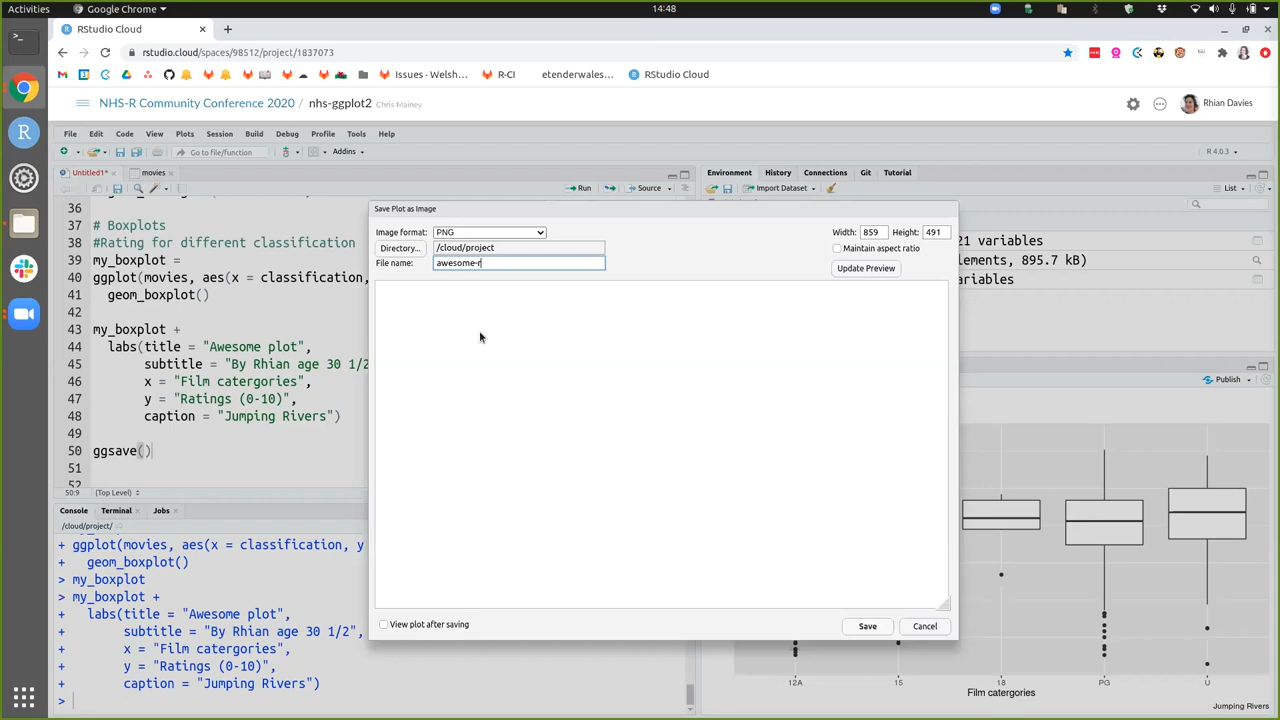 Activities
Google Chrome
14:48
RStudio Cloud
rstudio.cloud/spaces/98512/project/1837073
Issues · Welsh…
R-CI
etenderwales…
RStudio Cloud
NHS-R Community Conference 2020 / nhs-ggplot2 Chris Mainey
Rhian Davies
File Edit Code View Plots Session Build Debug Profile Tools Help
Go to file/function
Addins
R 4.0.3
Untitled1*
movies
Environment History Connections Git Tutorial
Run
Source
Import Dataset
List
36
37 # Boxplots
38 #Rating for different classification
39 my_boxplot =
40 ggplot(movies, aes(x = classification,
41 geom_boxplot()
42
43 my_boxplot +
44 labs(title = "Awesome plot",
45 subtitle = "By Rhian age 30 1/2
46 x = "Film catergories",
47 y = "Ratings (0-10)",
48 caption = "Jumping Rivers")
49
50 ggsave()
51
52
50:9 (Top Level)
Save Plot as Image
Image format: PNG
Directory... /cloud/project
File name: awesome-r
Width: 859 Height: 491
Maintain aspect ratio
Update Preview
View plot after saving
Save
Cancel
21 variables
elements, 895.7 kB)
variables
Publish
Console Terminal Jobs
/cloud/project/
+ ggplot(movies, aes(x = classification, y
+ geom_boxplot()
> my_boxplot
> my_boxplot +
+ labs(title = "Awesome plot",
+ subtitle = "By Rhian age 30 1/2",
+ x = "Film catergories",
+ y = "Ratings (0-10)",
+ caption = "Jumping Rivers")
>
12A 15 18 PG U
Film catergories
Jumping Rivers